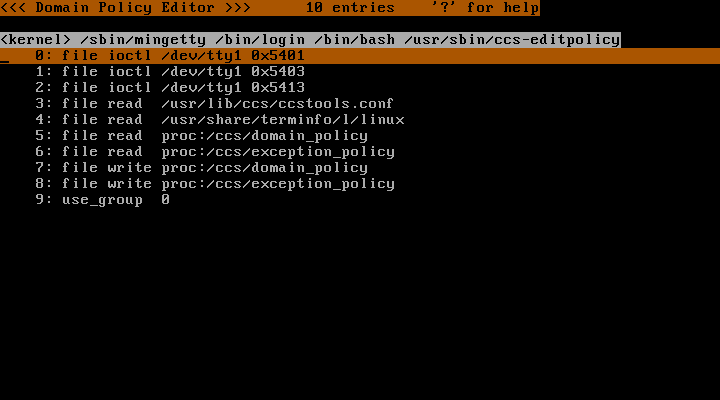 <<< Domain Policy Editor >>>      10 entries    '?' for help
<kernel> /sbin/mingetty /bin/login /bin/bash /usr/sbin/ccs-editpolicy
0: file ioctl /dev/tty1 0x5401
1: file ioctl /dev/tty1 0x5403
2: file ioctl /dev/tty1 0x5413
3: file read  /usr/lib/ccs/ccstools.conf
4: file read  /usr/share/terminfo/l/linux
5: file read  proc:/ccs/domain_policy
6: file read  proc:/ccs/exception_policy
7: file write proc:/ccs/domain_policy
8: file write proc:/ccs/exception_policy
9: use_group  0